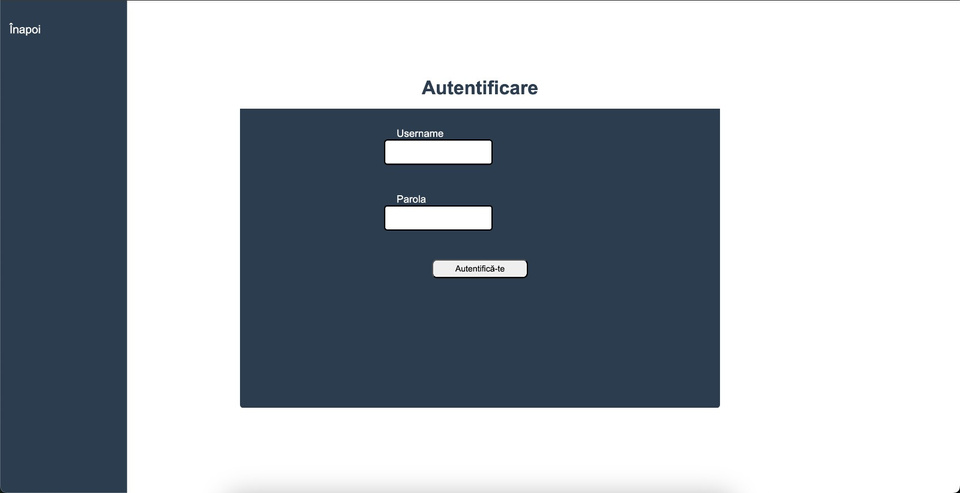 Înapoi
Autentificare
Username
Parola
Autentifică-te